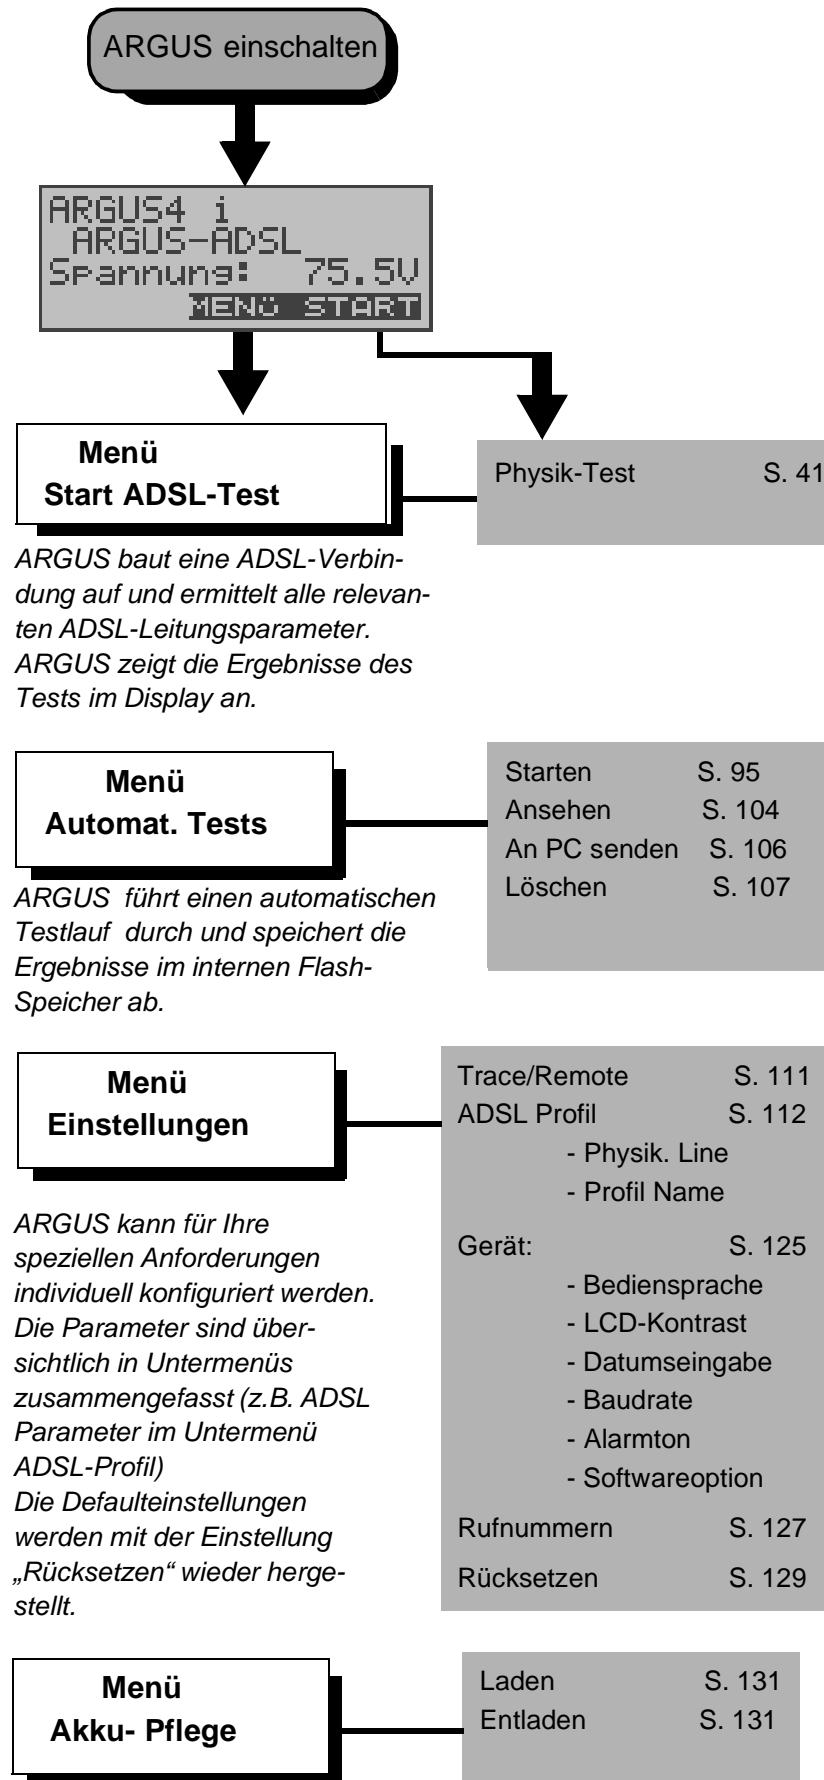 ARGUS einschalten
ARGUS4 i
ARGUS-ADSL
Spannung: 75.5V
MENü START
Menü
Start ADSL-Test
Physik-Test S. 41
ARGUS baut eine ADSL-Verbin-
dung auf und ermittelt alle relevan-
ten ADSL-Leitungsparameter.
ARGUS zeigt die Ergebnisse des
Tests im Display an.
Menü
Automat. Tests
Starten S. 95
Ansehen S. 104
An PC senden S. 106
Löschen S. 107
ARGUS führt einen automatischen
Testlauf durch und speichert die
Ergebnisse im internen Flash-
Speicher ab.
Menü
Einstellungen
Trace/Remote S. 111
ADSL Profil S. 112
- Physik. Line
- Profil Name
Gerät: S. 125
- Bediensprache
- LCD-Kontrast
- Datumseingabe
- Baudrate
- Alarmton
- Softwareoption
Rufnummern S. 127
Rücksetzen S. 129
ARGUS kann für Ihre
speziellen Anforderungen
individuell konfiguriert werden.
Die Parameter sind über-
sichtlich in Untermenüs
zusammengefasst (z.B. ADSL
Parameter im Untermenü
ADSL-Profil)
Die Defaulteinstellungen
werden mit der Einstellung
„Rücksetzen“ wieder herge-
stellt.
Menü
Akku- Pflege
Laden S. 131
Entladen S. 131